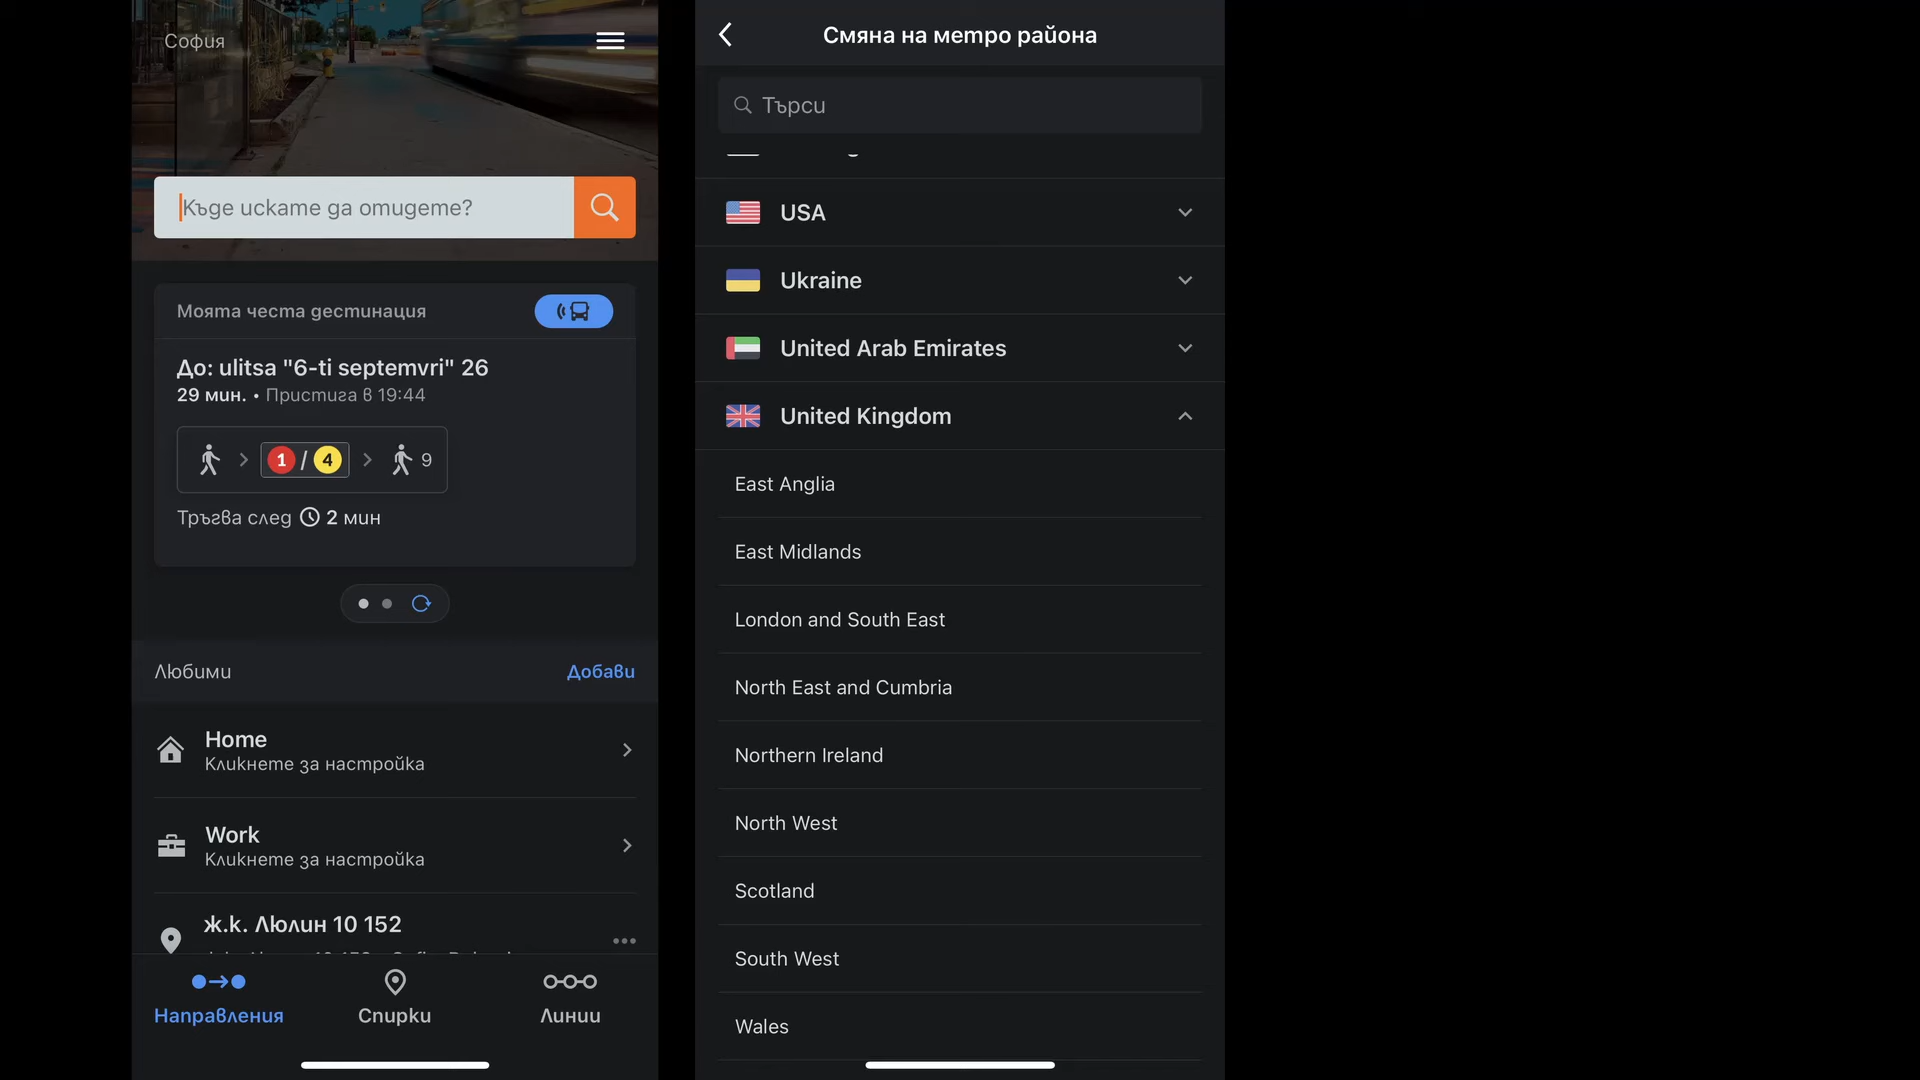 София
Къде искате да отидете?
Моята честа дестинация
До: ulitsa "6-ti septemvri" 26
29 мин. • Пристига в 19:44
1 / 4 9
Тръгва след 2 мин
Любими Добави
Home
Кликнете за настройка
Work
Кликнете за настройка
ж.к. Люлин 10 152
Направления Спирки Линии
Смяна на метро района
Търси
USA
Ukraine
United Arab Emirates
United Kingdom
East Anglia
East Midlands
London and South East
North East and Cumbria
Northern Ireland
North West
Scotland
South West
Wales